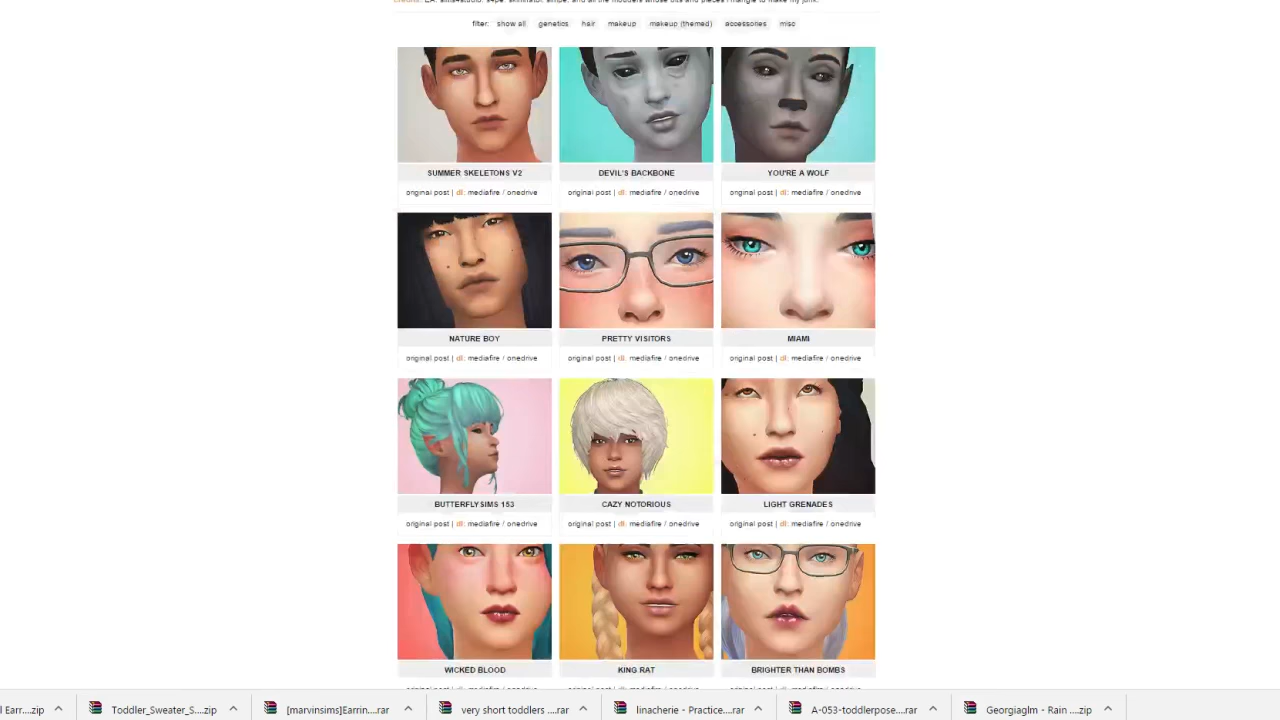 filter: show all genetics hair makeup makeup (themed) accessories misc
SUMMER SKELETONS V2 DEVIL'S BACKBONE YOU'RE A WOLF
original post | dl: mediafire / onedrive original post | dl: mediafire / onedrive original post | dl: mediafire / onedrive
NATURE BOY PRETTY VISITORS MIAMI
original post | dl: mediafire / onedrive original post | dl: mediafire / onedrive original post | dl: mediafire / onedrive
BUTTERFLYSIMS 153 CAZY NOTORIOUS LIGHT GRENADES
original post | dl: mediafire / onedrive original post | dl: mediafire / onedrive original post | dl: mediafire / onedrive
WICKED BLOOD KING RAT BRIGHTER THAN BOMBS
l Earr....zip Toddler_Sweater_S....zip [marvinsims]Earrin....rar very short toddlers ....rar linacherie - Practice....rar A-053-toddlerpose....rar Georgiaglm - Rain ....zip